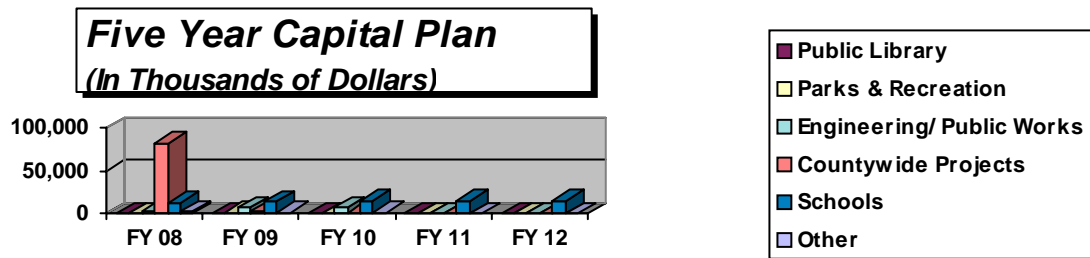 Five Year Capital Plan
(In Thousands of Dollars)
100,000
50,000
0
FY 08 FY 09 FY 10 FY 11 FY 12
Public Library
Parks & Recreation
Engineering/ Public Works
Countywide Projects
Schools
Other